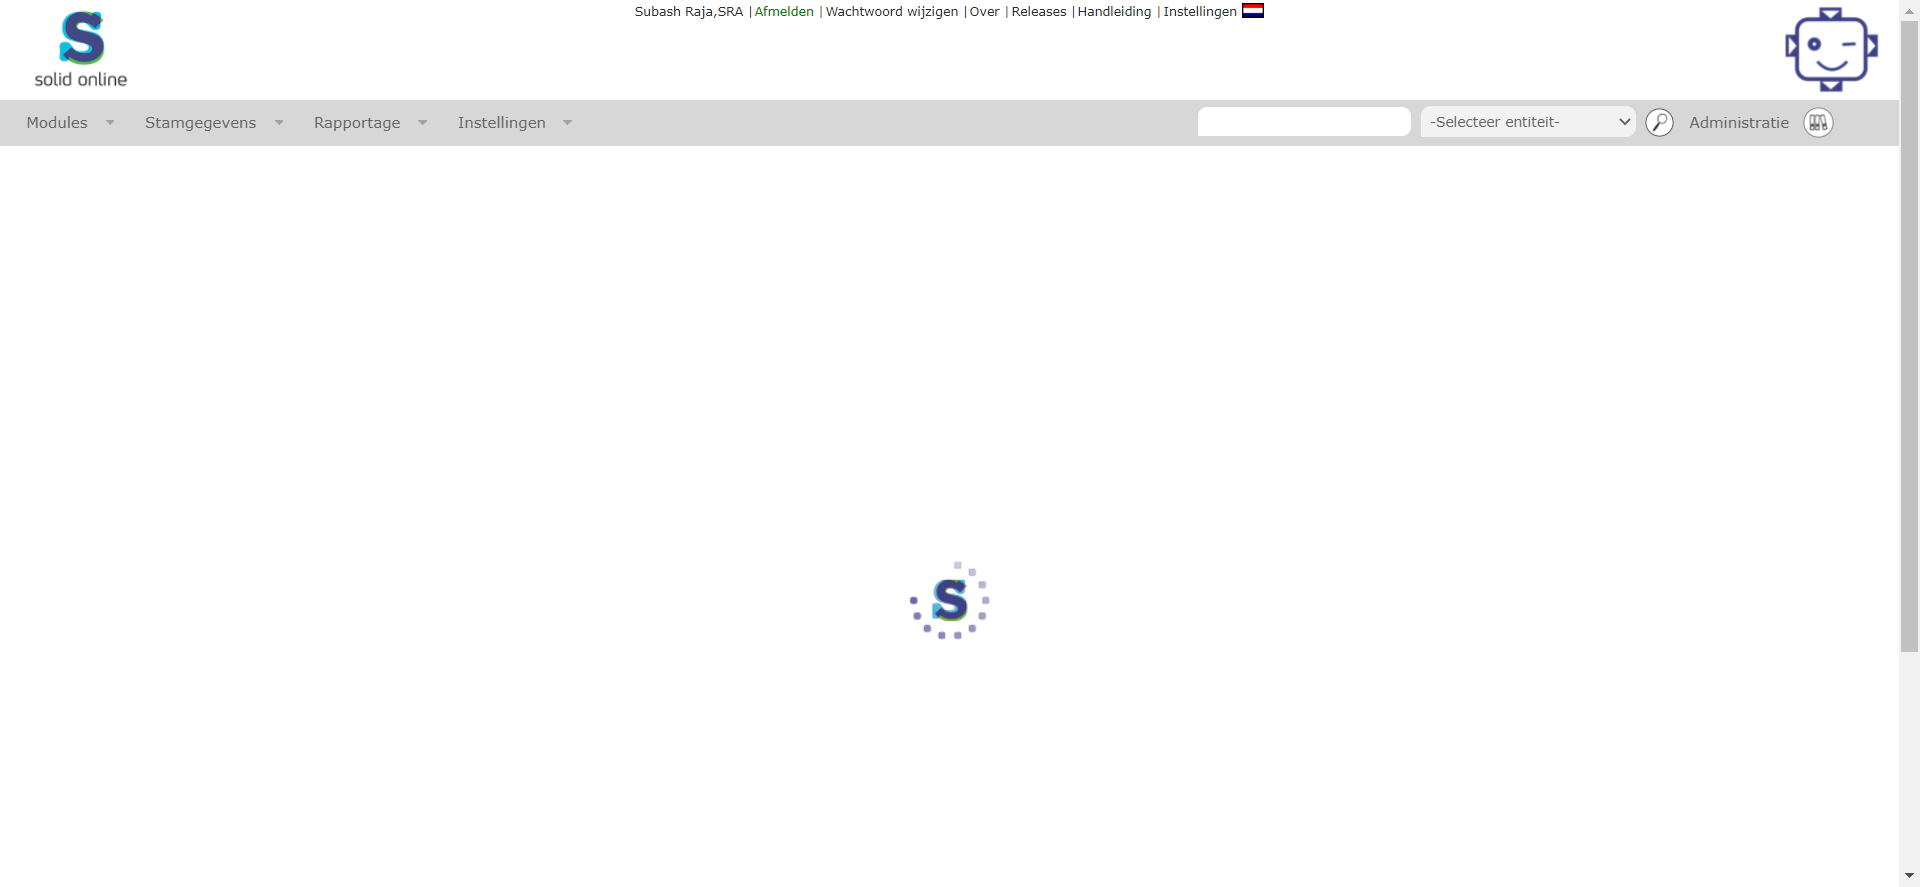 Subash Raja,SRA |Afmelden |Wachtwoord wijzigen |Over |Releases |Handleiding |Instellingen
S
solid online
Modules Stamgegevens Rapportage Instellingen -Selecteer entiteit- Administratie
S